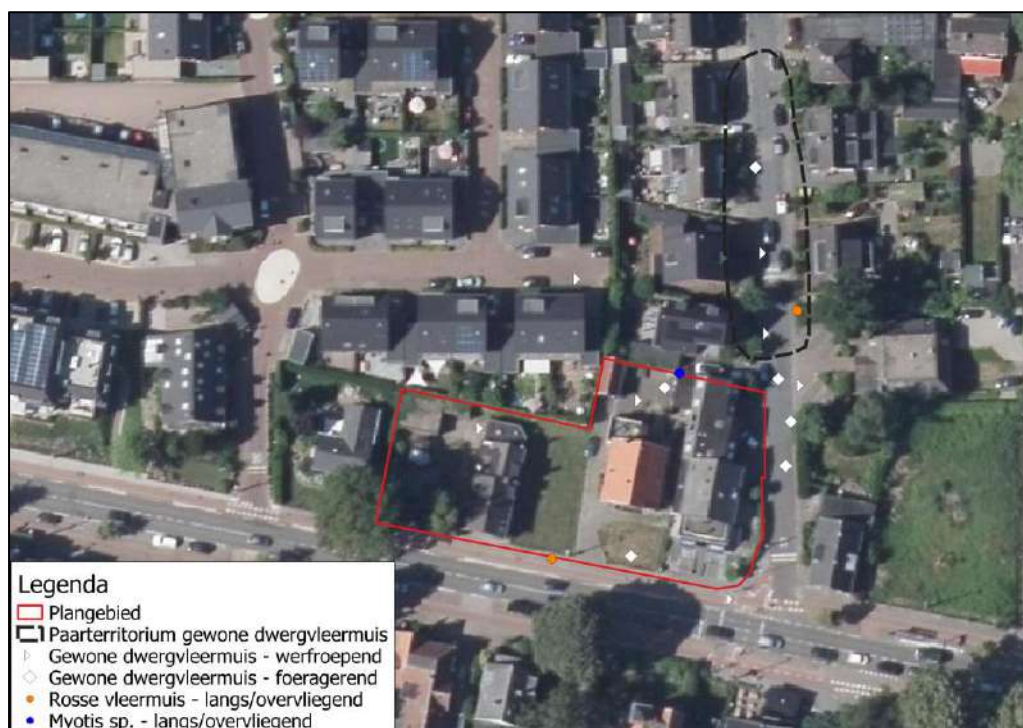 Legenda
Plangebied
Paarterritorium gewone dwergvleermuis
Gewone dwergvleermuis - werfroepend
Gewone dwergvleermuis - foeragerend
Rosse vleermuis - langs/overvliegend
Myotis sp. - langs/overvliegend